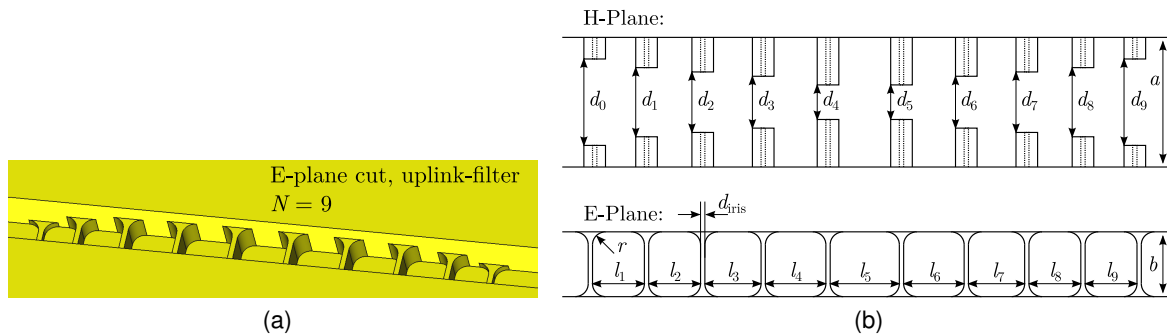 E-plane cut, uplink-filter
N = 9
(a)
H-Plane:
d₀ d₁ d₂ d₃ d₄ d₅ d₆ d₇ d₈ d₉ a
E-Plane: d_iris
r l₁ l₂ l₃ l₄ l₅ l₆ l₇ l₈ l₉ b
(b)